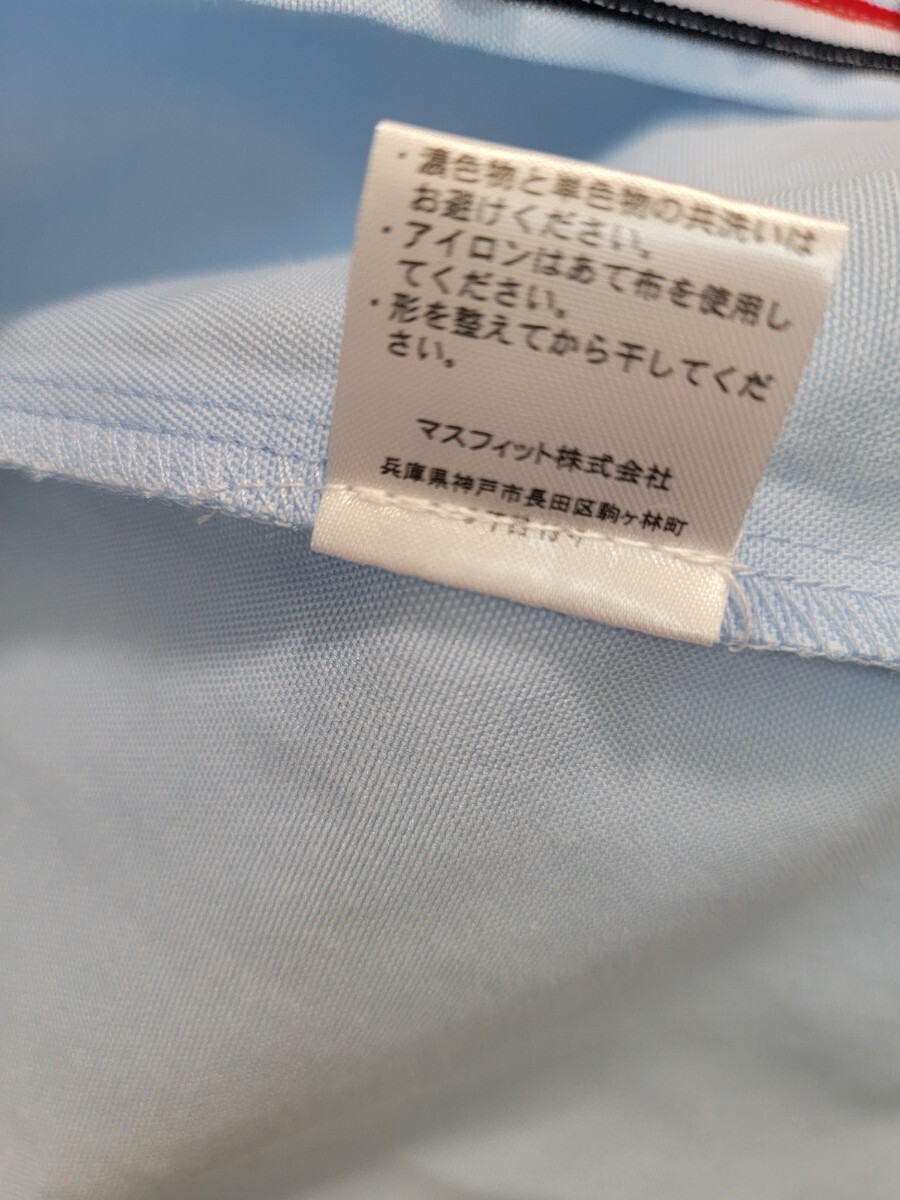 ・濃色物と単色物の共洗いは
お避けください。
・アイロンはあて布を使用し
てください。
・形を整えてから干してくだ
さい。
マスフィット株式会社
兵庫県神戸市長田区駒ヶ林町